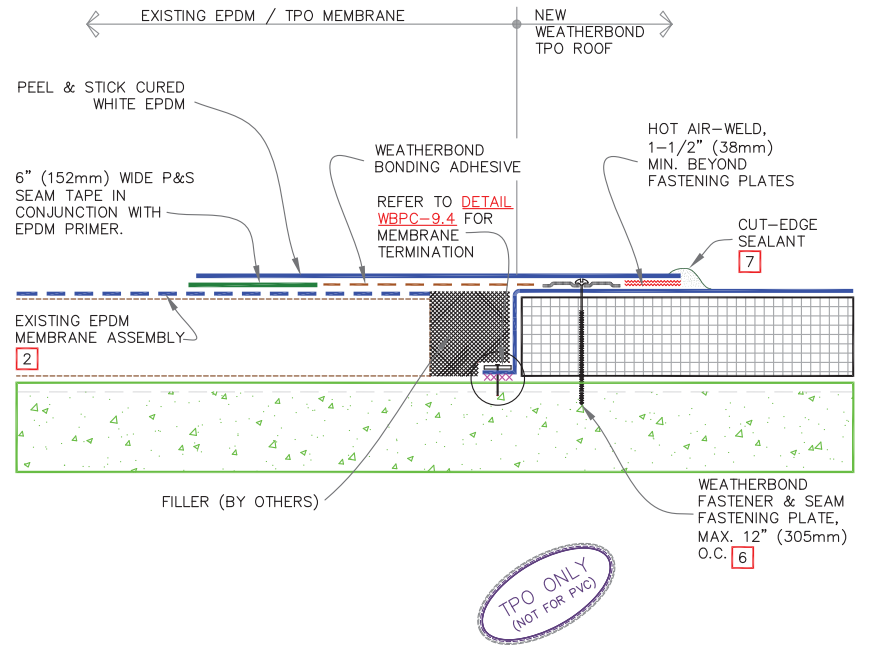 EXISTING EPDM / TPO MEMBRANE
NEW
WEATHERBOND
TPO ROOF
PEEL & STICK CURED
WHITE EPDM
WEATHERBOND
BONDING ADHESIVE
HOT AIR-WELD,
1-1/2" (38mm)
MIN. BEYOND
FASTENING PLATES
6" (152mm) WIDE P&S
SEAM TAPE IN
CONJUNCTION WITH
EPDM PRIMER.
REFER TO DETAIL
WBPC-9.4 FOR
MEMBRANE
TERMINATION
CUT-EDGE
SEALANT
7
EXISTING EPDM
MEMBRANE ASSEMBLY
2
FILLER (BY OTHERS)
WEATHERBOND
FASTENER & SEAM
FASTENING PLATE,
MAX. 12" (305mm)
O.C. 6
TPO ONLY
(NOT FOR PVC)